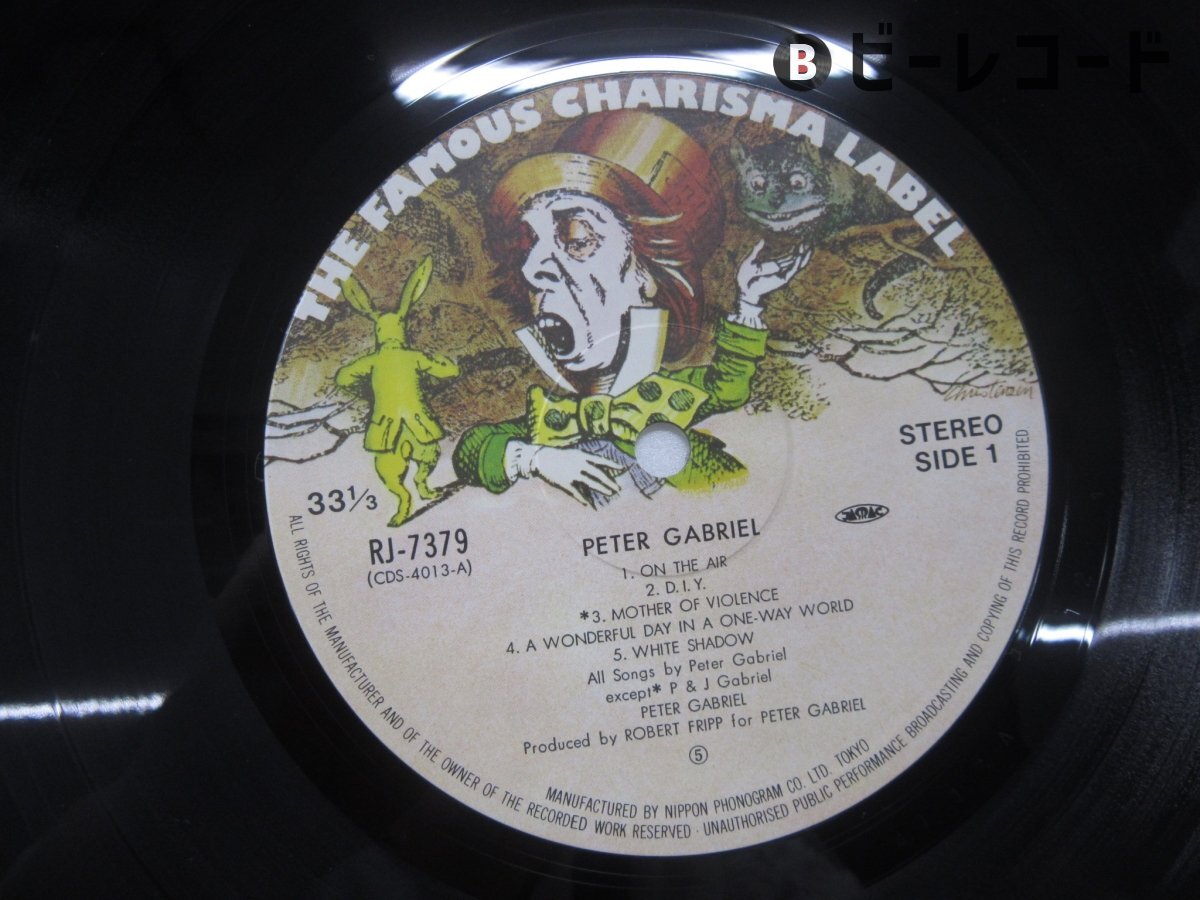 B ビーレコード
THE FAMOUS CHARISMA LABEL
STEREO
SIDE 1
33 1/3
RJ-7379
(CDS-4013-A)
JASRAC
PETER GABRIEL
1. ON THE AIR
2. D.I.Y.
*3. MOTHER OF VIOLENCE
4. A WONDERFUL DAY IN A ONE-WAY WORLD
5. WHITE SHADOW
All Songs by Peter Gabriel
except* P & J Gabriel
PETER GABRIEL
Produced by ROBERT FRIPP for PETER GABRIEL
⑤
MANUFACTURED BY NIPPON PHONOGRAM CO. LTD. TOKYO
ALL RIGHTS OF THE MANUFACTURER AND OF THE OWNER OF THE RECORDED WORK RESERVED · UNAUTHORISED PUBLIC PERFORMANCE BROADCASTING AND COPYING OF THIS RECORD PROHIBITED